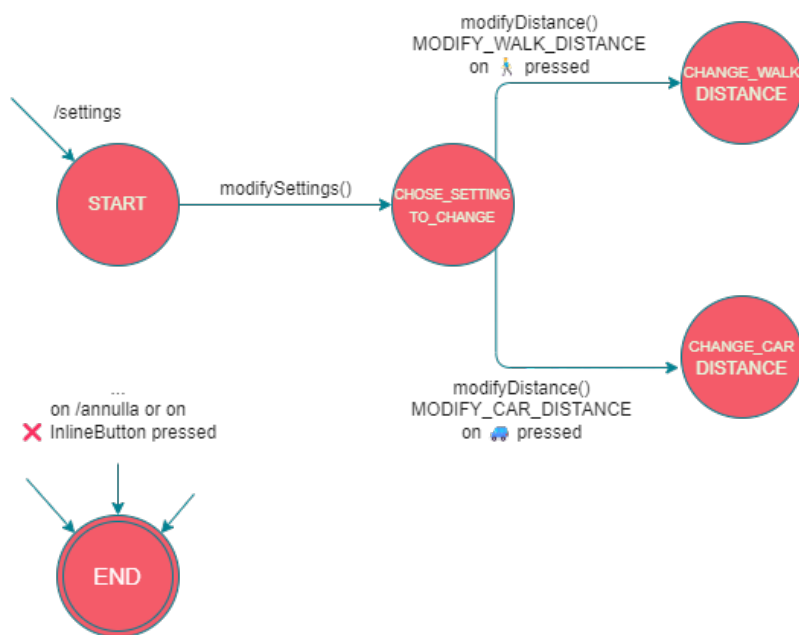 modifyDistance()
MODIFY_WALK_DISTANCE
on 🚶‍♂️ pressed
CHANGE_WALK
DISTANCE
/settings
START
modifySettings()
CHOSE_SETTING
TO_CHANGE
CHANGE_CAR
DISTANCE
modifyDistance()
MODIFY_CAR_DISTANCE
on 🚙 pressed
...
on /annulla or on
❌ InlineButton pressed
END